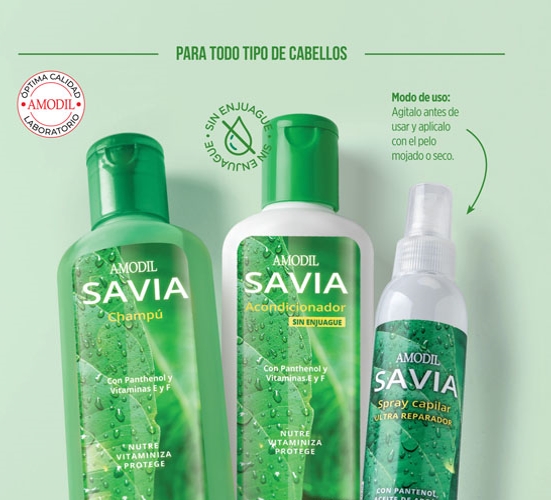 PARA TODO TIPO DE CABELLOS
ÓPTIMA CALIDAD
AMODIL
LABORATORIO
SIN ENJUAGUE · SIN ENJUAGUE ·
Modo de uso:
Agitalo antes de
usar y aplicalo
con el pelo
mojado o seco.
AMODIL
SAVIA
Champú
Con Panthenol y
Vitaminas E y F
NUTRE
VITAMINIZA
PROTEGE
AMODIL
SAVIA
Acondicionador
SIN ENJUAGUE
Con Panthenol y
Vitaminas E y F
NUTRE
VITAMINIZA
PROTEGE
AMODIL
SAVIA
Spray capilar
ULTRA REPARADOR
CON PANTENOL,
ACEITE DE